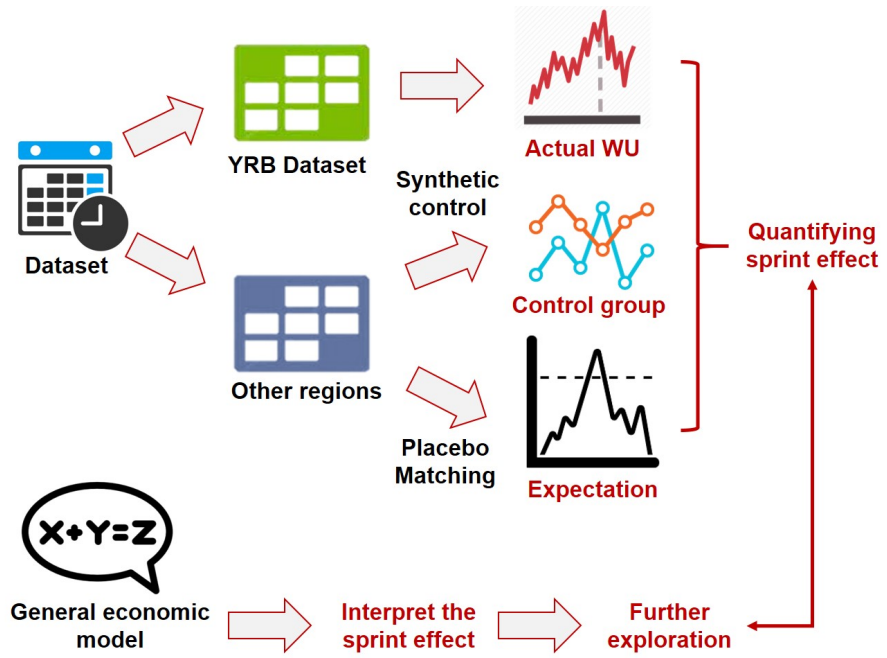 Actual WU
YRB Dataset
Synthetic
control
Dataset
Quantifying
sprint effect
Control group
Other regions
Placebo
Matching
Expectation
X+Y=Z
General economic
model
Interpret the
sprint effect
Further
exploration